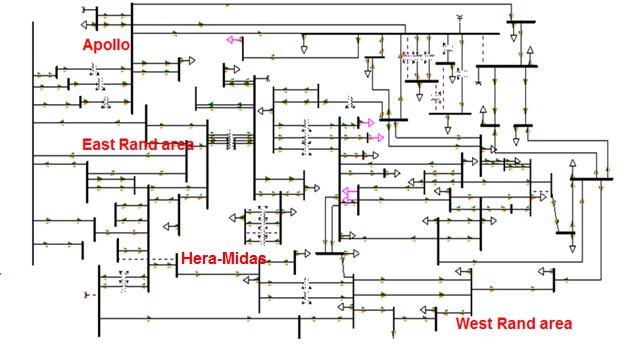 Apollo
East Rand area
Hera-Midas
West Rand area